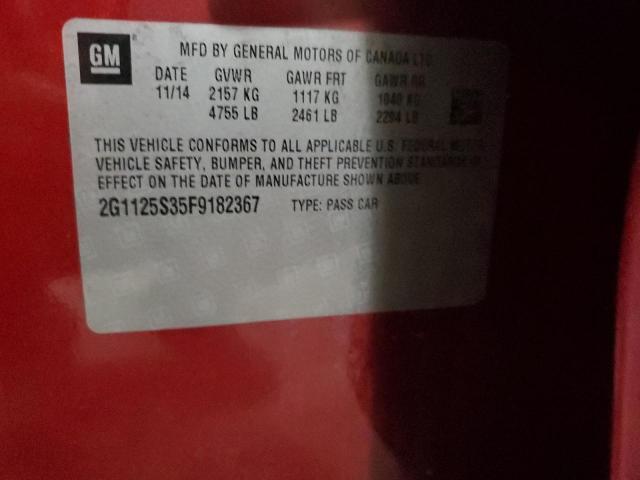 GM
MFD BY GENERAL MOTORS OF CANADA LTD
DATE GVWR GAWR FRT GAWR RR
11/14 2157 KG 1117 KG 1040 KG
4755 LB 2461 LB 2294 LB
THIS VEHICLE CONFORMS TO ALL APPLICABLE U.S. FEDERAL MOTOR
VEHICLE SAFETY, BUMPER, AND THEFT PREVENTION STANDARDS IN
EFFECT ON THE DATE OF MANUFACTURE SHOWN ABOVE
2G1125S35F9182367 TYPE: PASS CAR